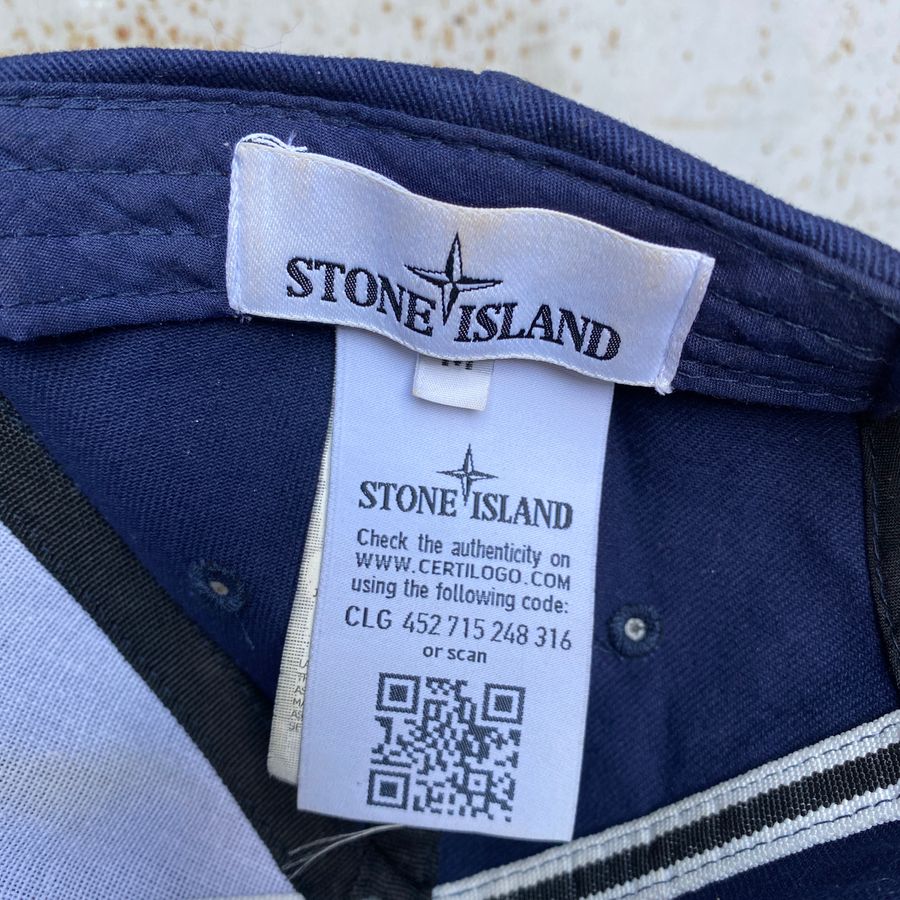 STONE ISLAND
M
STONE ISLAND
Check the authenticity on
WWW.CERTILOGO.COM
using the following code:
CLG 452 715 248 316
or scan